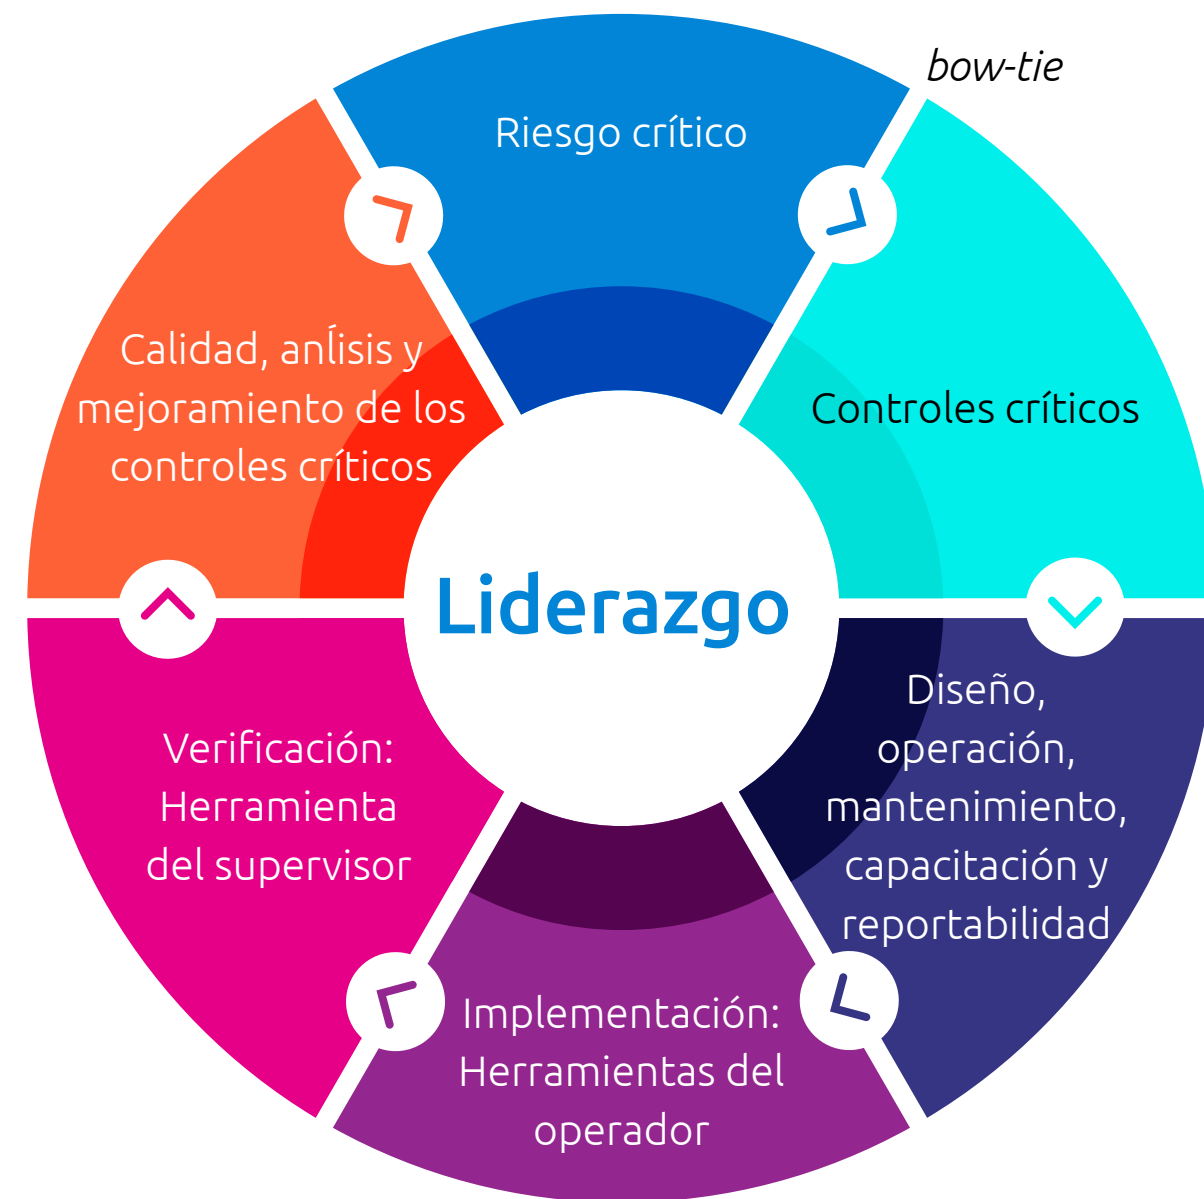 bow-tie
Riesgo crítico
Controles críticos
Diseño,
operación,
mantenimiento,
capacitación y
reportabilidad
Implementación:
Herramientas del
operador
Verificación:
Herramienta
del supervisor
Calidad, anĺisis y
mejoramiento de los
controles críticos
Liderazgo